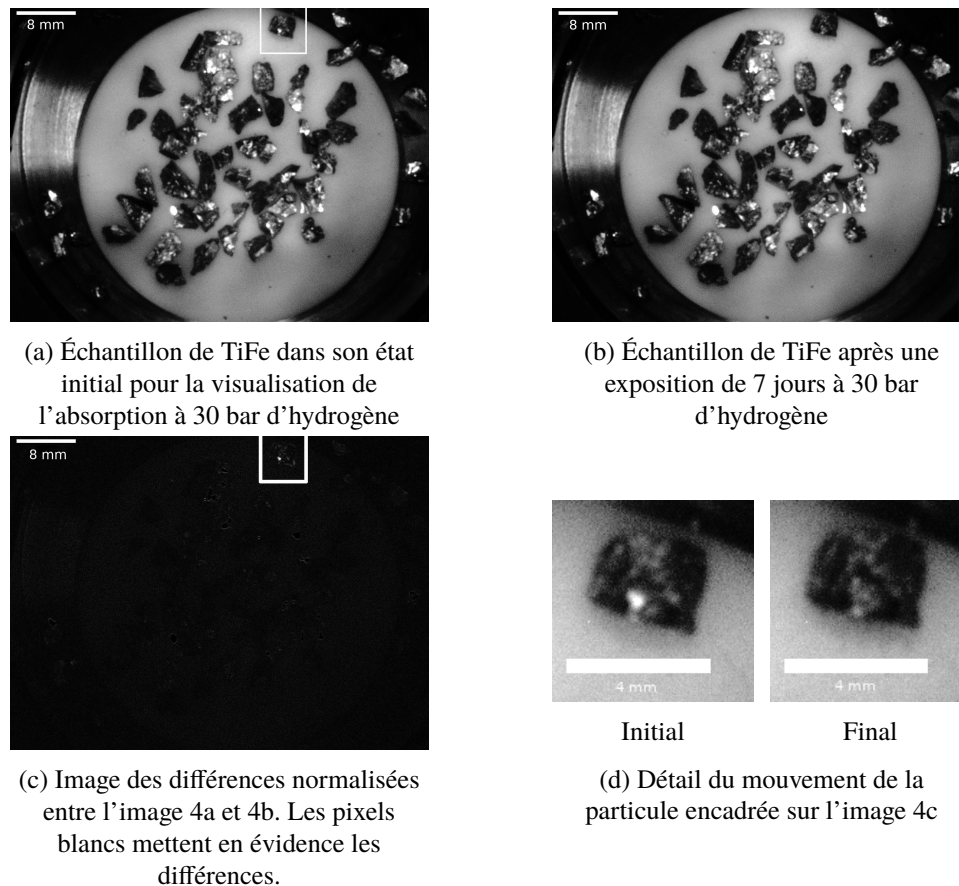 8 mm
8 mm
(a) Échantillon de TiFe dans son état
initial pour la visualisation de
l'absorption à 30 bar d'hydrogène
(b) Échantillon de TiFe après une
exposition de 7 jours à 30 bar
d'hydrogène
8 mm
4 mm
4 mm
Initial
Final
(c) Image des différences normalisées
entre l'image 4a et 4b. Les pixels
blancs mettent en évidence les
différences.
(d) Détail du mouvement de la
particule encadrée sur l'image 4c